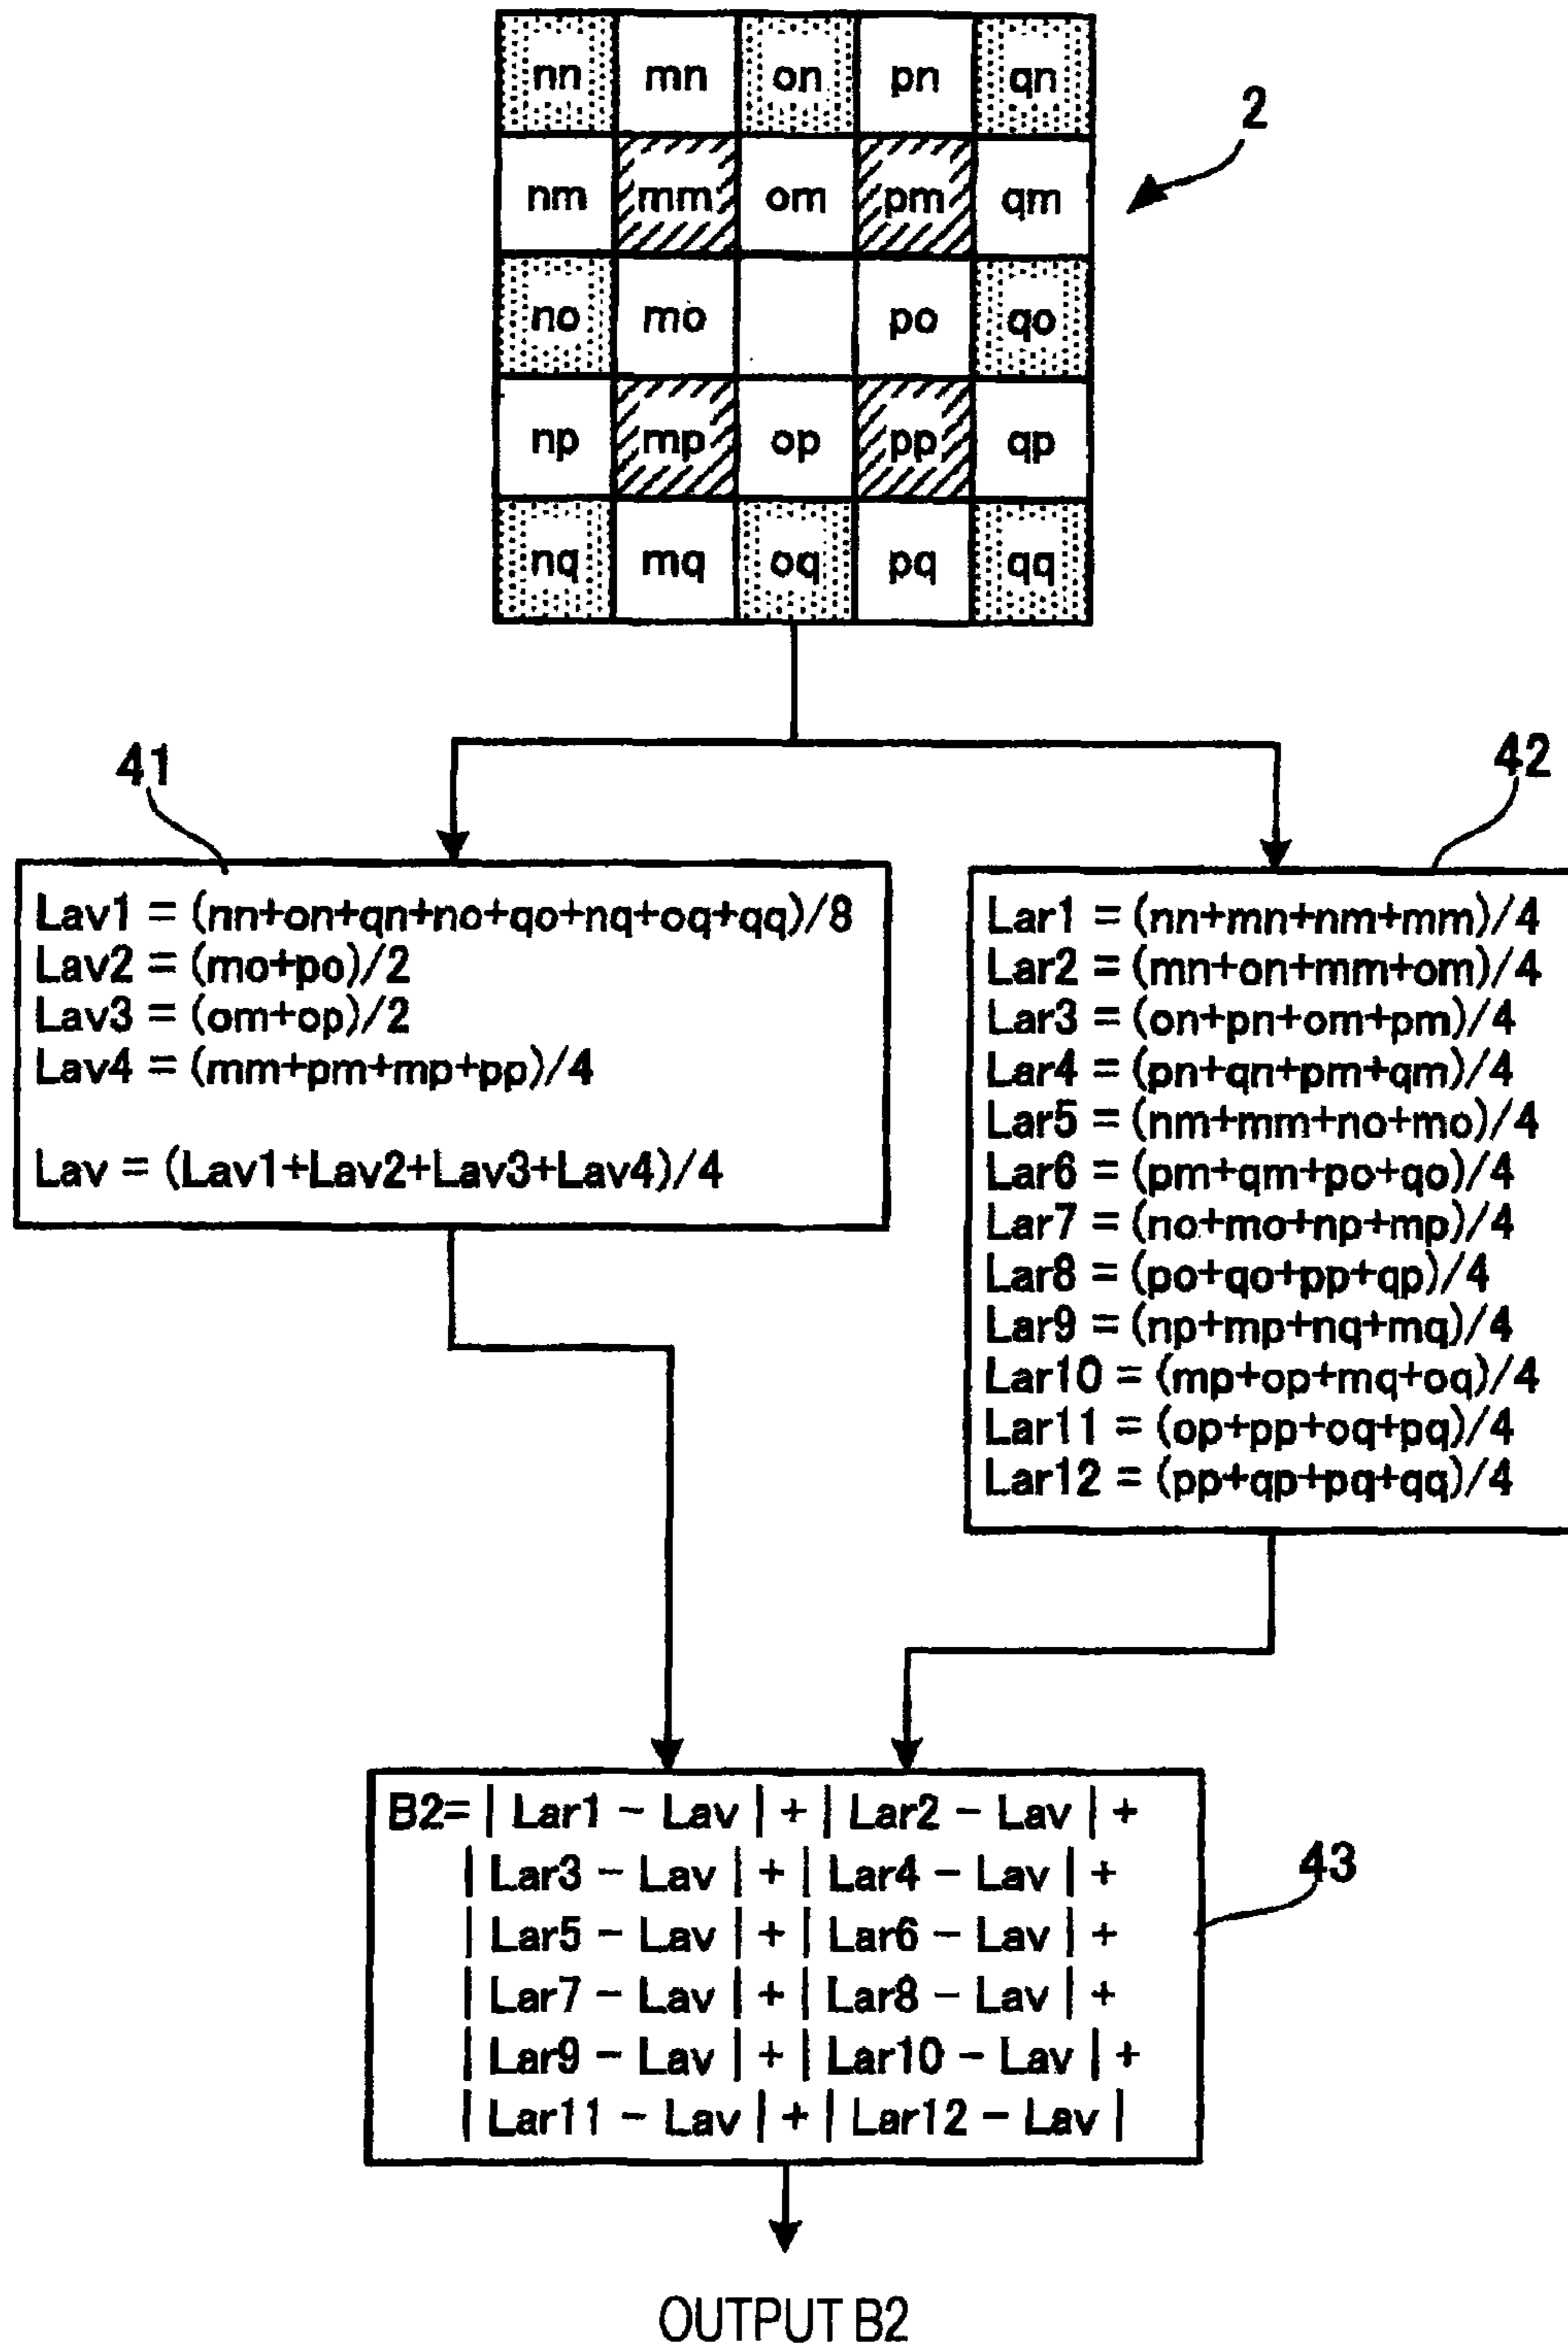 nn mn on pn qn
2
nm mm om pm qm
no mo po qo
np mp op pp qp
nq mq oq pq qq
41
Lav1 = (nn+on+qn+no+qo+nq+oq+qq)/8
Lav2 = (mo+po)/2
Lav3 = (om+op)/2
Lav4 = (mm+pm+mp+pp)/4
Lav = (Lav1+Lav2+Lav3+Lav4)/4
42
Lar1 = (nn+mn+nm+mm)/4
Lar2 = (mn+on+mm+om)/4
Lar3 = (on+pn+om+pm)/4
Lar4 = (pn+qn+pm+qm)/4
Lar5 = (nm+mm+no+mo)/4
Lar6 = (pm+qm+po+qo)/4
Lar7 = (no+mo+np+mp)/4
Lar8 = (po+qo+pp+qp)/4
Lar9 = (np+mp+nq+mq)/4
Lar10 = (mp+op+mq+oq)/4
Lar11 = (op+pp+oq+pq)/4
Lar12 = (pp+qp+pq+qq)/4
B2= | Lar1 - Lav | + | Lar2 - Lav | +
| Lar3 - Lav | + | Lar4 - Lav | +
| Lar5 - Lav | + | Lar6 - Lav | +
| Lar7 - Lav | + | Lar8 - Lav | +
| Lar9 - Lav | + | Lar10 - Lav | +
| Lar11 - Lav | + | Lar12 - Lav |
43
OUTPUT B2